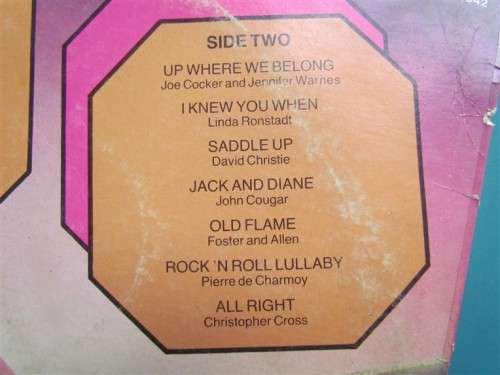 SIDE TWO
UP WHERE WE BELONG
Joe Cocker and Jennifer Warnes
I KNEW YOU WHEN
Linda Ronstadt
SADDLE UP
David Christie
JACK AND DIANE
John Cougar
OLD FLAME
Foster and Allen
ROCK 'N ROLL LULLABY
Pierre de Charmoy
ALL RIGHT
Christopher Cross